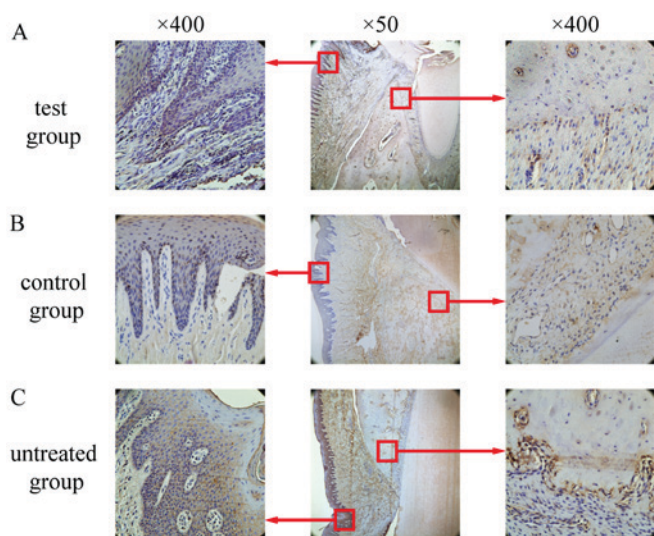 ×400
×50
×400
A
test
group
B
control
group
C
untreated
group